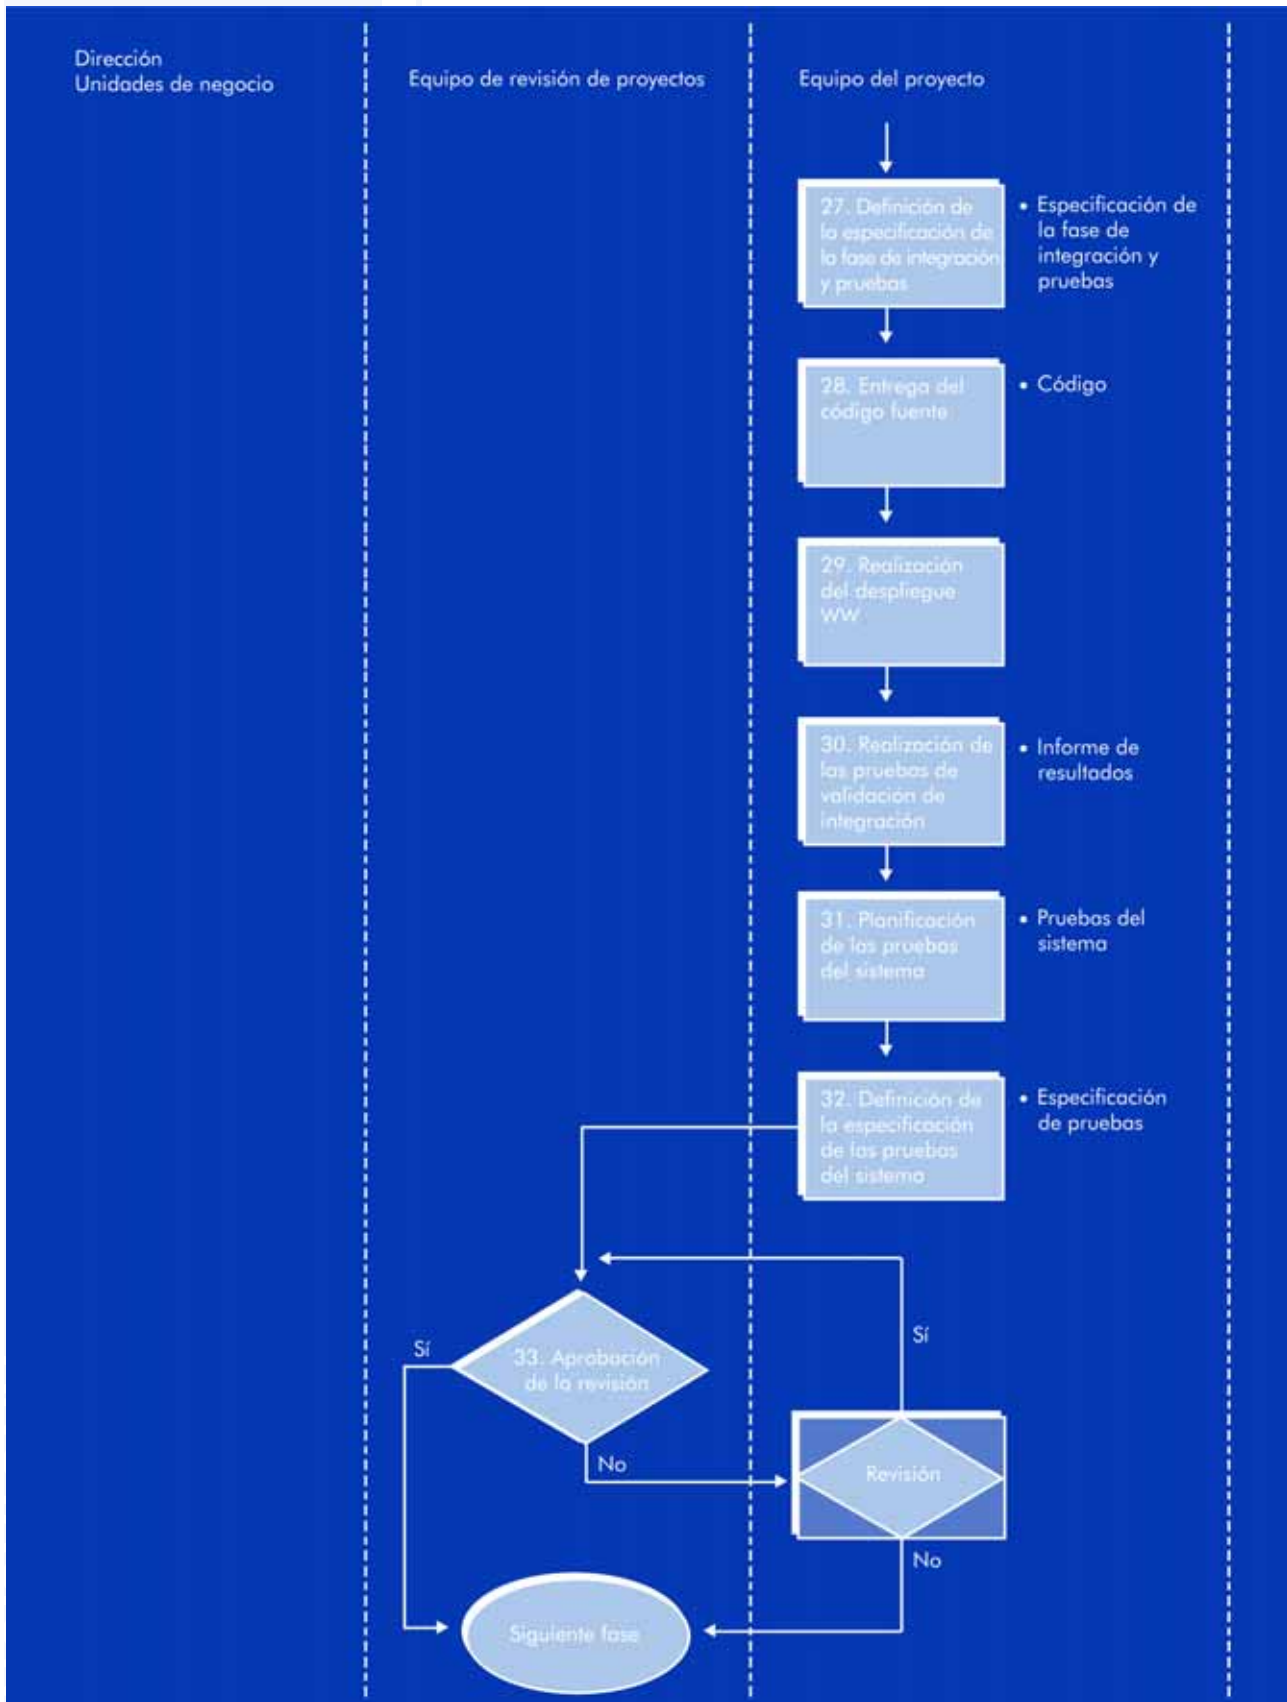 Dirección
Unidades de negocio
Equipo de revisión de proyectos
Equipo del proyecto
27. Definición de
la especificación de
la fase de integración
y pruebas
• Especificación de
la fase de
integración y
pruebas
28. Entrega del
código fuente
• Código
29. Realización
del despliegue
WW
30. Realización de
las pruebas de
validación de
integración
• Informe de
resultados
31. Planificación
de las pruebas
del sistema
• Pruebas del
sistema
32. Definición de
la especificación
de las pruebas
del sistema
• Especificación
de pruebas
Sí
33. Aprobación
de la revisión
No
Sí
Revisión
No
Siguiente fase